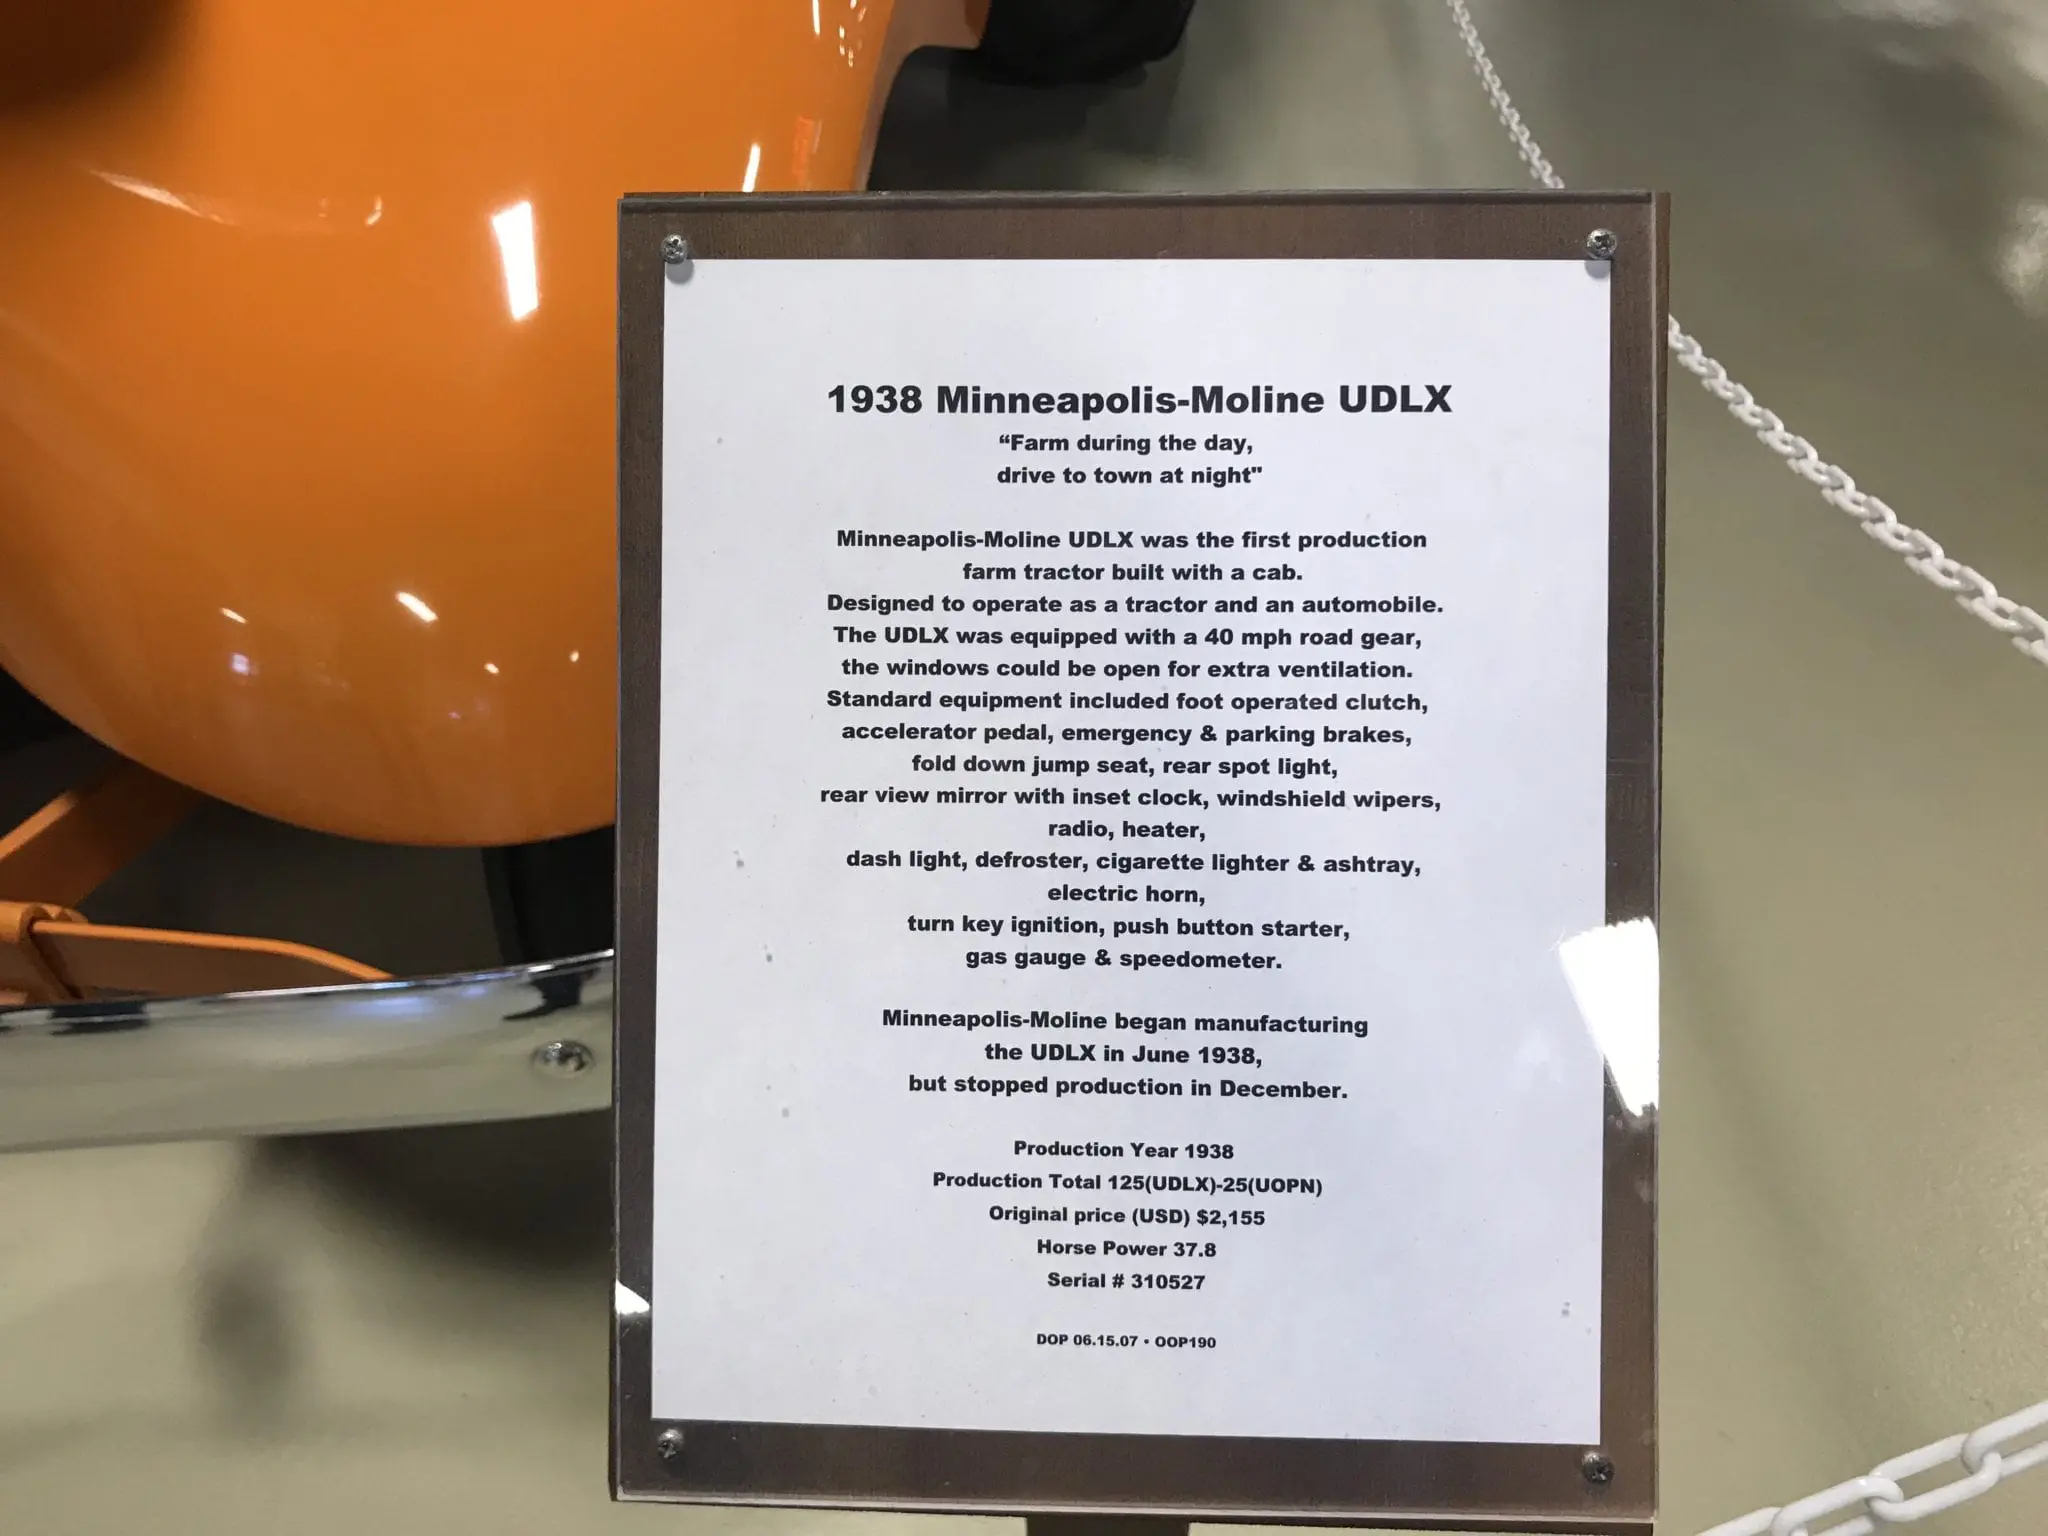 1938 Minneapolis-Moline UDLX
“Farm during the day,
drive to town at night"
Minneapolis-Moline UDLX was the first production
farm tractor built with a cab.
Designed to operate as a tractor and an automobile.
The UDLX was equipped with a 40 mph road gear,
the windows could be open for extra ventilation.
Standard equipment included foot operated clutch,
accelerator pedal, emergency & parking brakes,
fold down jump seat, rear spot light,
rear view mirror with inset clock, windshield wipers,
radio, heater,
dash light, defroster, cigarette lighter & ashtray,
electric horn,
turn key ignition, push button starter,
gas gauge & speedometer.
Minneapolis-Moline began manufacturing
the UDLX in June 1938,
but stopped production in December.
Production Year 1938
Production Total 125(UDLX)-25(UOPN)
Original price (USD) $2,155
Horse Power 37.8
Serial # 310527
DOP 06.15.07 • OOP190